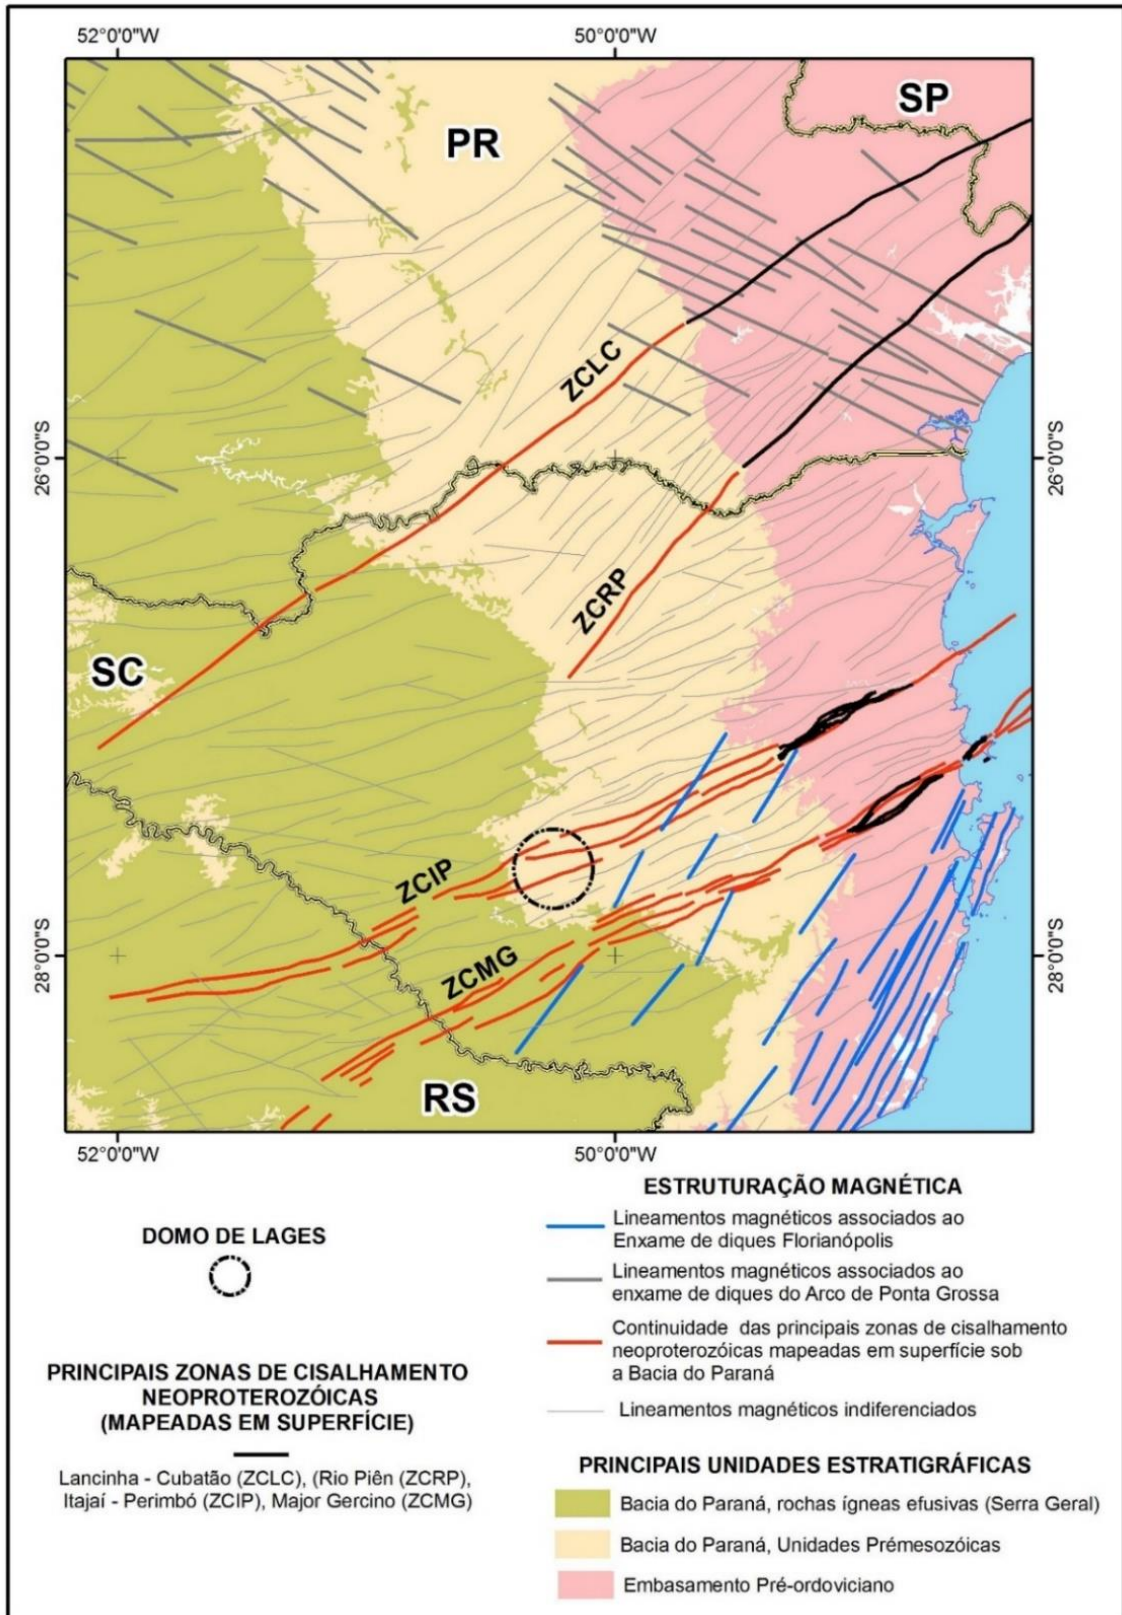 52°0'0"W
50°0'0"W
SP
PR
ZCLC
26°0'0"S
26°0'0"S
ZCRP
SC
ZCIP
28°0'0"S
ZCMG
28°0'0"S
RS
52°0'0"W
50°0'0"W
DOMO DE LAGES
PRINCIPAIS ZONAS DE CISALHAMENTO
NEOPROTEROZÓICAS
(MAPEADAS EM SUPERFÍCIE)
Lancinha - Cubatão (ZCLC), (Rio Piên (ZCRP),
Itajaí - Perimbó (ZCIP), Major Gercino (ZCMG)
ESTRUTURAÇÃO MAGNÉTICA
Lineamentos magnéticos associados ao
Enxame de diques Florianópolis
Lineamentos magnéticos associados ao
enxame de diques do Arco de Ponta Grossa
Continuidade das principais zonas de cisalhamento
neoproterozóicas mapeadas em superfície sob
a Bacia do Paraná
Lineamentos magnéticos indiferenciados
PRINCIPAIS UNIDADES ESTRATIGRÁFICAS
Bacia do Paraná, rochas ígneas efusivas (Serra Geral)
Bacia do Paraná, Unidades Prémesozóicas
Embasamento Pré-ordoviciano